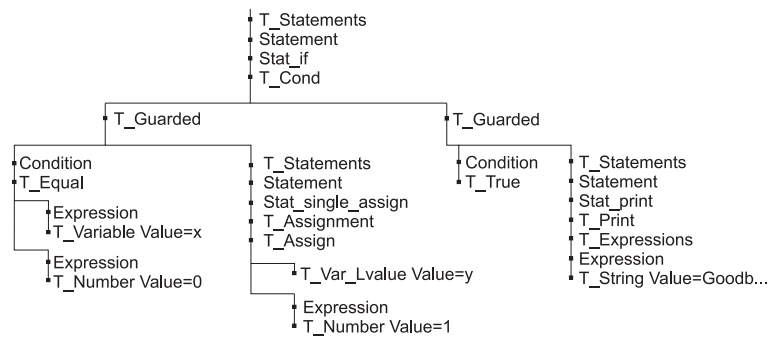 T_Statements
Statement
Stat_if
T_Cond
T_Guarded
T_Guarded
Condition
T_Equal
Expression
T_Variable Value=x
Expression
T_Number Value=0
T_Statements
Statement
Stat_single_assign
T_Assignment
T_Assign
T_Var_Lvalue Value=y
Expression
T_Number Value=1
Condition
T_True
T_Statements
Statement
Stat_print
T_Print
T_Expressions
Expression
T_String Value=Goodb...